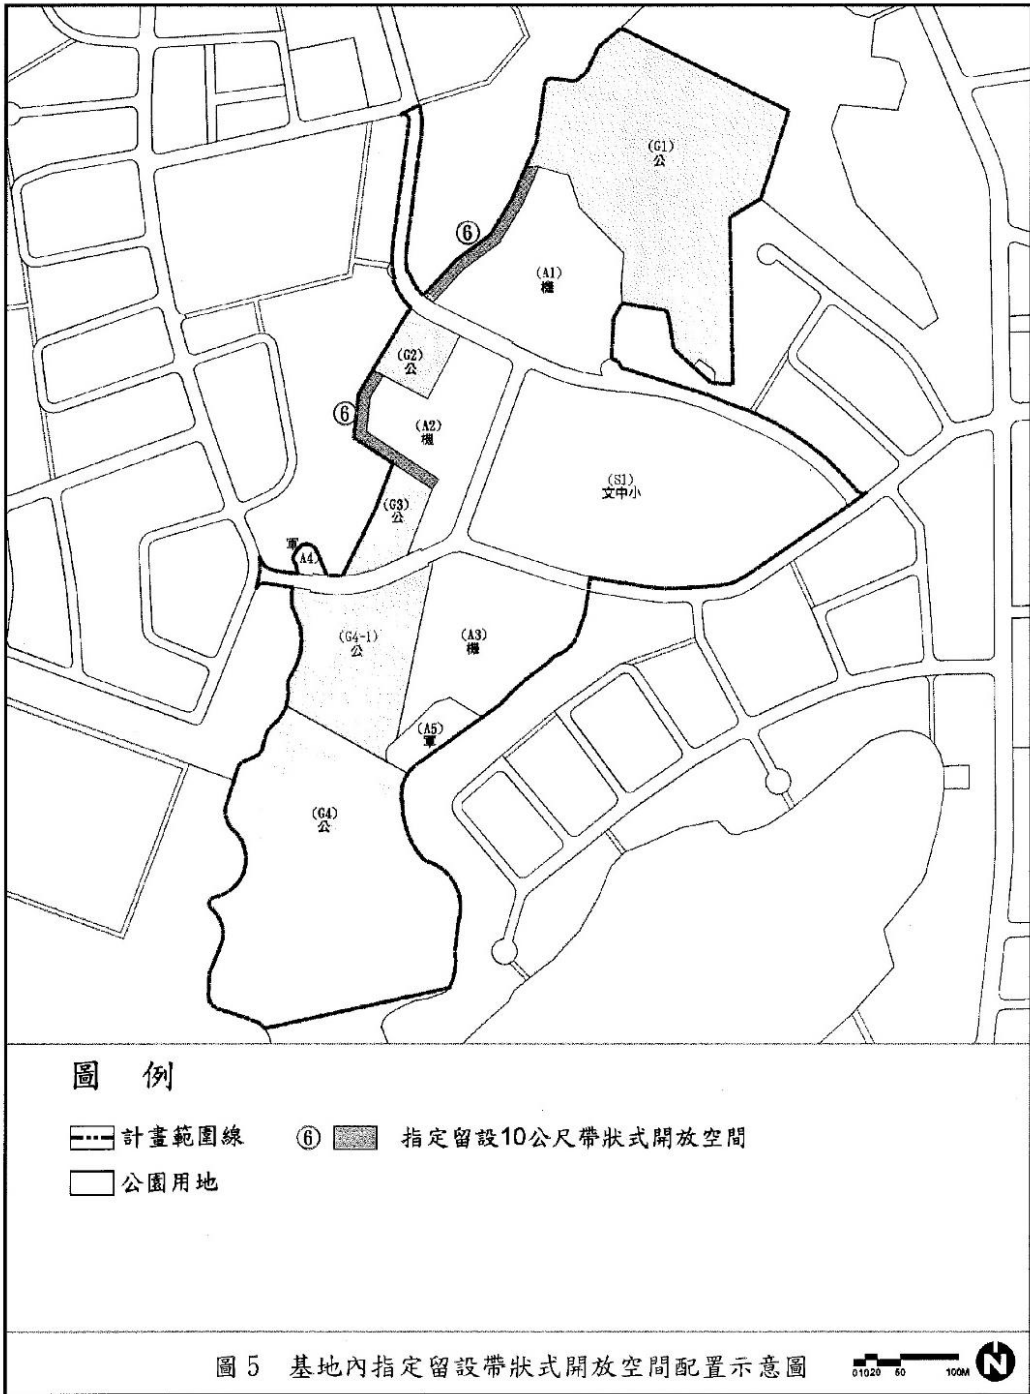 (G1)
公
⑥
(A1)
機
(G2)
公
⑥
(A2)
機
(S1)
文中小
(G3)
公
軍
(A4)
(G4-1)
公
(A3)
機
(A5)
軍
(G4)
公
圖 例
計畫範圍線
⑥ 指定留設10公尺帶狀式開放空間
公園用地
圖5 基地內指定留設帶狀式開放空間配置示意圖
01020 50 100M
N